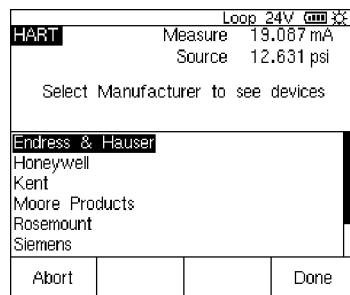 Loop 24V
HART Measure 19.087 mA
Source 12.631 psi
Select Manufacturer to see devices
Endress & Hauser
Honeywell
Kent
Moore Products
Rosemount
Siemens
Abort Done